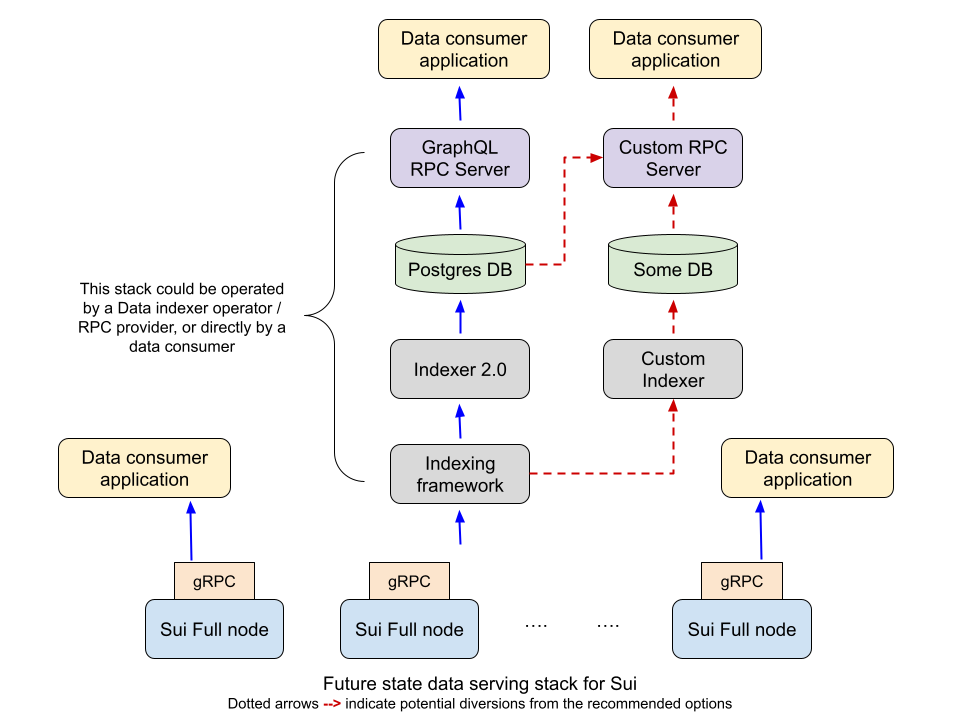 Data consumer
application
Data consumer
application
GraphQL
RPC Server
Custom RPC
Server
Postgres DB
Some DB
This stack could be operated
by a Data indexer operator /
RPC provider, or directly by a
data consumer
Indexer 2.0
Custom
Indexer
Data consumer
application
Indexing
framework
Data consumer
application
gRPC
gRPC
gRPC
Sui Full node
Sui Full node
....
....
Sui Full node
Future state data serving stack for Sui
Dotted arrows --> indicate potential diversions from the recommended options